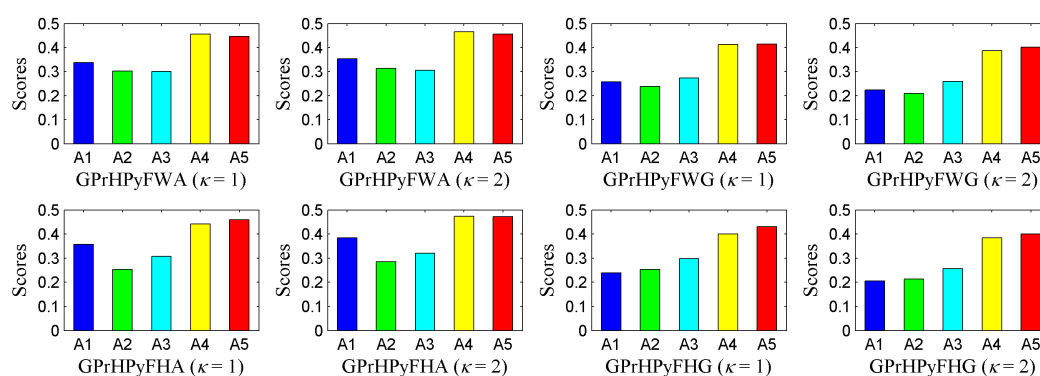 0.5 0.5 0.5 0.5
0.4 0.4 0.4 0.4
0.3 0.3 0.3 0.3
0.2 0.2 0.2 0.2
0.1 0.1 0.1 0.1
0 0 0 0
Scores Scores Scores Scores
A1 A2 A3 A4 A5 A1 A2 A3 A4 A5 A1 A2 A3 A4 A5 A1 A2 A3 A4 A5
GPrHPyFWA (κ = 1) GPrHPyFWA (κ = 2) GPrHPyFWG (κ = 1) GPrHPyFWG (κ = 2)
0.5 0.5 0.5 0.5
0.4 0.4 0.4 0.4
0.3 0.3 0.3 0.3
0.2 0.2 0.2 0.2
0.1 0.1 0.1 0.1
0 0 0 0
Scores Scores Scores Scores
A1 A2 A3 A4 A5 A1 A2 A3 A4 A5 A1 A2 A3 A4 A5 A1 A2 A3 A4 A5
GPrHPyFHA (κ = 1) GPrHPyFHA (κ = 2) GPrHPyFHG (κ = 1) GPrHPyFHG (κ = 2)